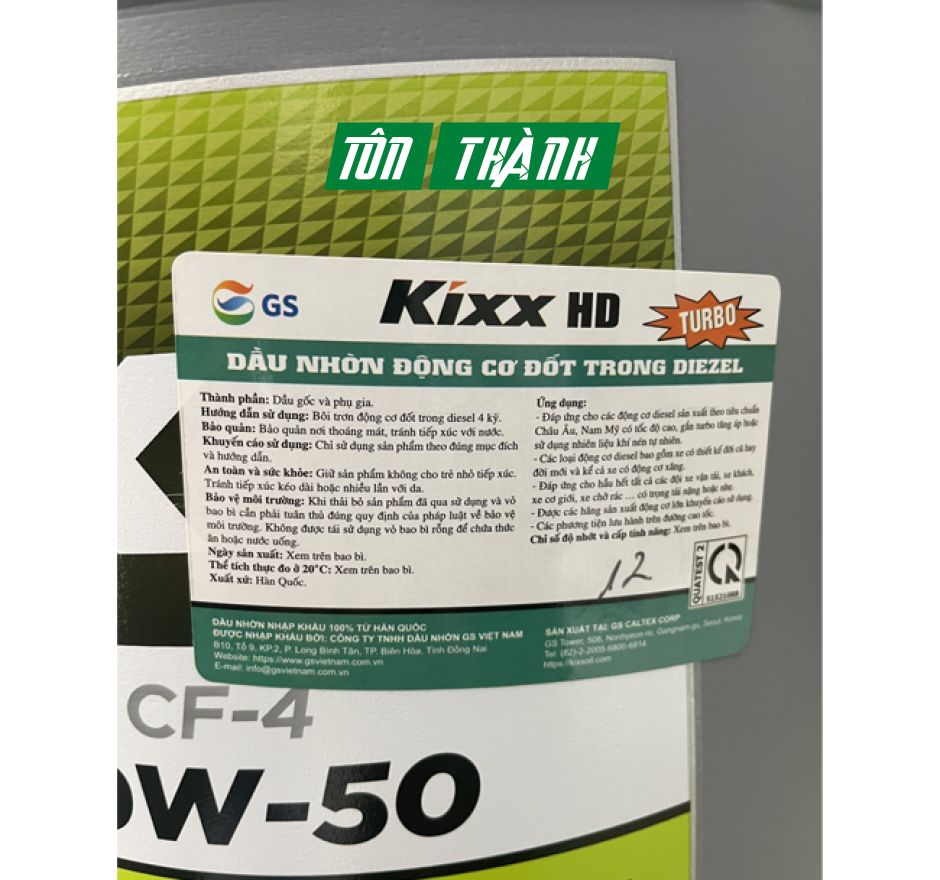 TÔN THÀNH
GS
Kixx HD
TURBO
DẦU NHỜN ĐỘNG CƠ ĐỐT TRONG DIEZEL
Thành phần: Dầu gốc và phụ gia.
Hướng dẫn sử dụng: Bôi trơn động cơ đốt trong diesel 4 kỳ.
Bảo quản: Bảo quản nơi thoáng mát, tránh tiếp xúc với nước.
Khuyến cáo sử dụng: Chỉ sử dụng sản phẩm theo đúng mục đích
và hướng dẫn.
An toàn và sức khỏe: Giữ sản phẩm không cho trẻ nhỏ tiếp xúc.
Tránh tiếp xúc kéo dài hoặc nhiều lần với da.
Bảo vệ môi trường: Khi thải bỏ sản phẩm đã qua sử dụng và vỏ
bao bì cần phải tuân thủ đúng quy định của pháp luật về bảo vệ
môi trường. Không được tái sử dụng vỏ bao bì rỗng để chứa thức
ăn hoặc nước uống.
Ngày sản xuất: Xem trên bao bì.
Thể tích thực đo ở 20°C: Xem trên bao bì.
Xuất xứ: Hàn Quốc.
Ứng dụng:
- Đáp ứng cho các động cơ diesel sản xuất theo tiêu chuẩn
Châu Âu, Nam Mỹ có tốc độ cao, gắn turbo tăng áp hoặc
sử dụng nhiên liệu khí nén tự nhiên.
- Các loại động cơ diesel bao gồm xe có thiết kế đời cũ hay
đời mới và kể cả xe có động cơ xăng.
- Đáp ứng cho hầu hết tất cả các đội xe vận tải, xe khách,
xe cơ giới, xe chở rác ... có trọng tải nặng hoặc nhẹ.
- Được các hãng sản xuất động cơ lớn khuyến cáo sử dụng.
- Các phương tiện lưu hành trên đường cao tốc.
Chỉ số độ nhớt và cấp tính năng: Xem trên bao bì.
12
QUATEST 2
DẦU NHỜN NHẬP KHẨU 100% TỪ HÀN QUỐC
ĐƯỢC NHẬP KHẨU BỞI: CÔNG TY TNHH DẦU NHỜN GS VIỆT NAM
B10, Tổ 9, KP.2, P. Long Bình Tân, TP. Biên Hòa, Tỉnh Đồng Nai
Website: https://www.gsvietnam.com.vn
E-mail: info@gsvietnam.com.vn
SẢN XUẤT TẠI: GS CALTEX CORP
GS Tower, 508, Nonhyeon-ro, Gangnam-gu, Seoul, Korea
Tel: (82)-2-2005-6800-6814
https://kixxoil.com
CF-4
W-50